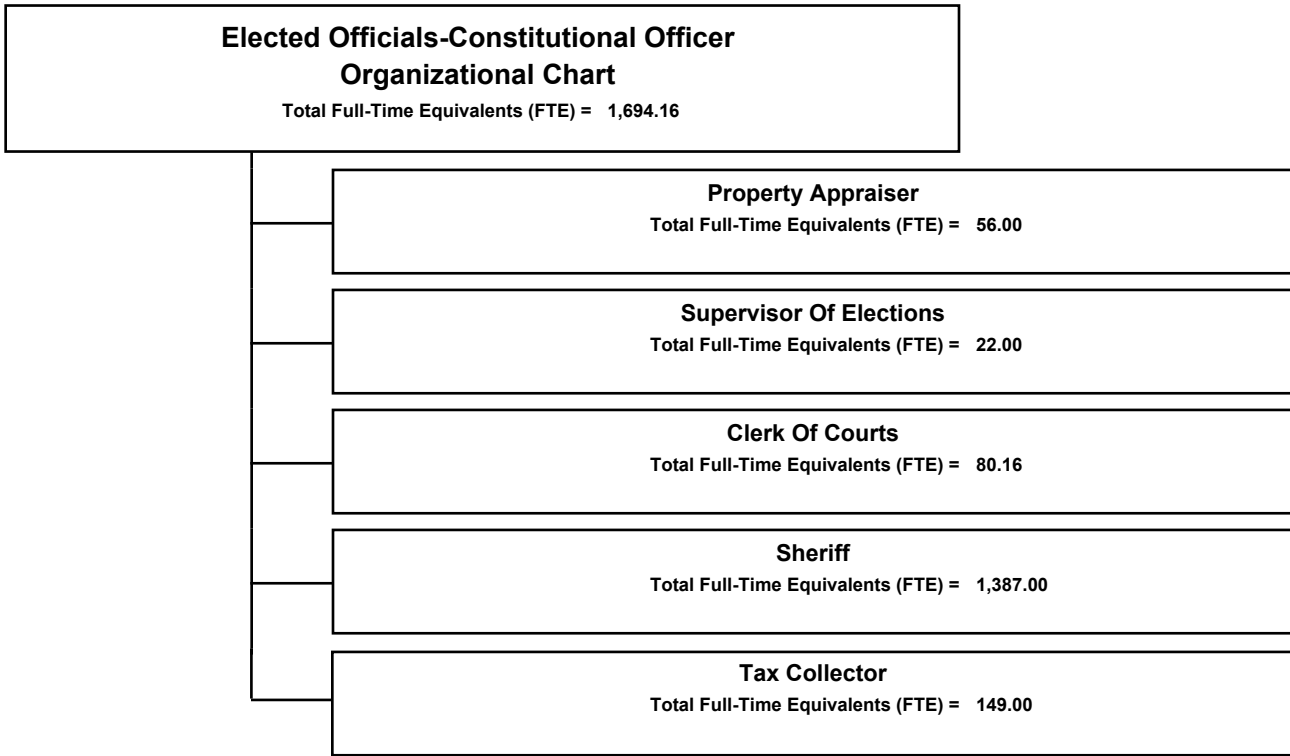 Elected Officials-Constitutional Officer
Organizational Chart
Total Full-Time Equivalents (FTE) = 1,694.16
Property Appraiser
Total Full-Time Equivalents (FTE) = 56.00
Supervisor Of Elections
Total Full-Time Equivalents (FTE) = 22.00
Clerk Of Courts
Total Full-Time Equivalents (FTE) = 80.16
Sheriff
Total Full-Time Equivalents (FTE) = 1,387.00
Tax Collector
Total Full-Time Equivalents (FTE) = 149.00